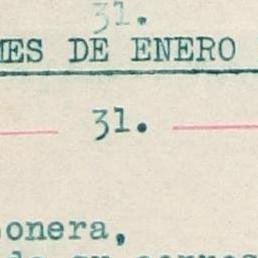 31.
MES DE ENERO
31.
onera,